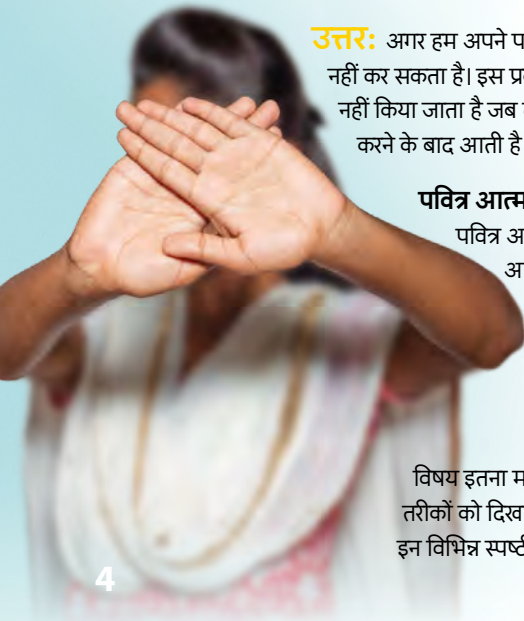 उत्तर: अगर हम अपने प
नहीं कर सकता है। इस प्र
नहीं किया जाता है जब
करने के बाद आती है
पवित्र आत्म
पवित्र अ
अ
विषय इतना म
तरीकों को दिख
इन विभिन्न स्पष्
4